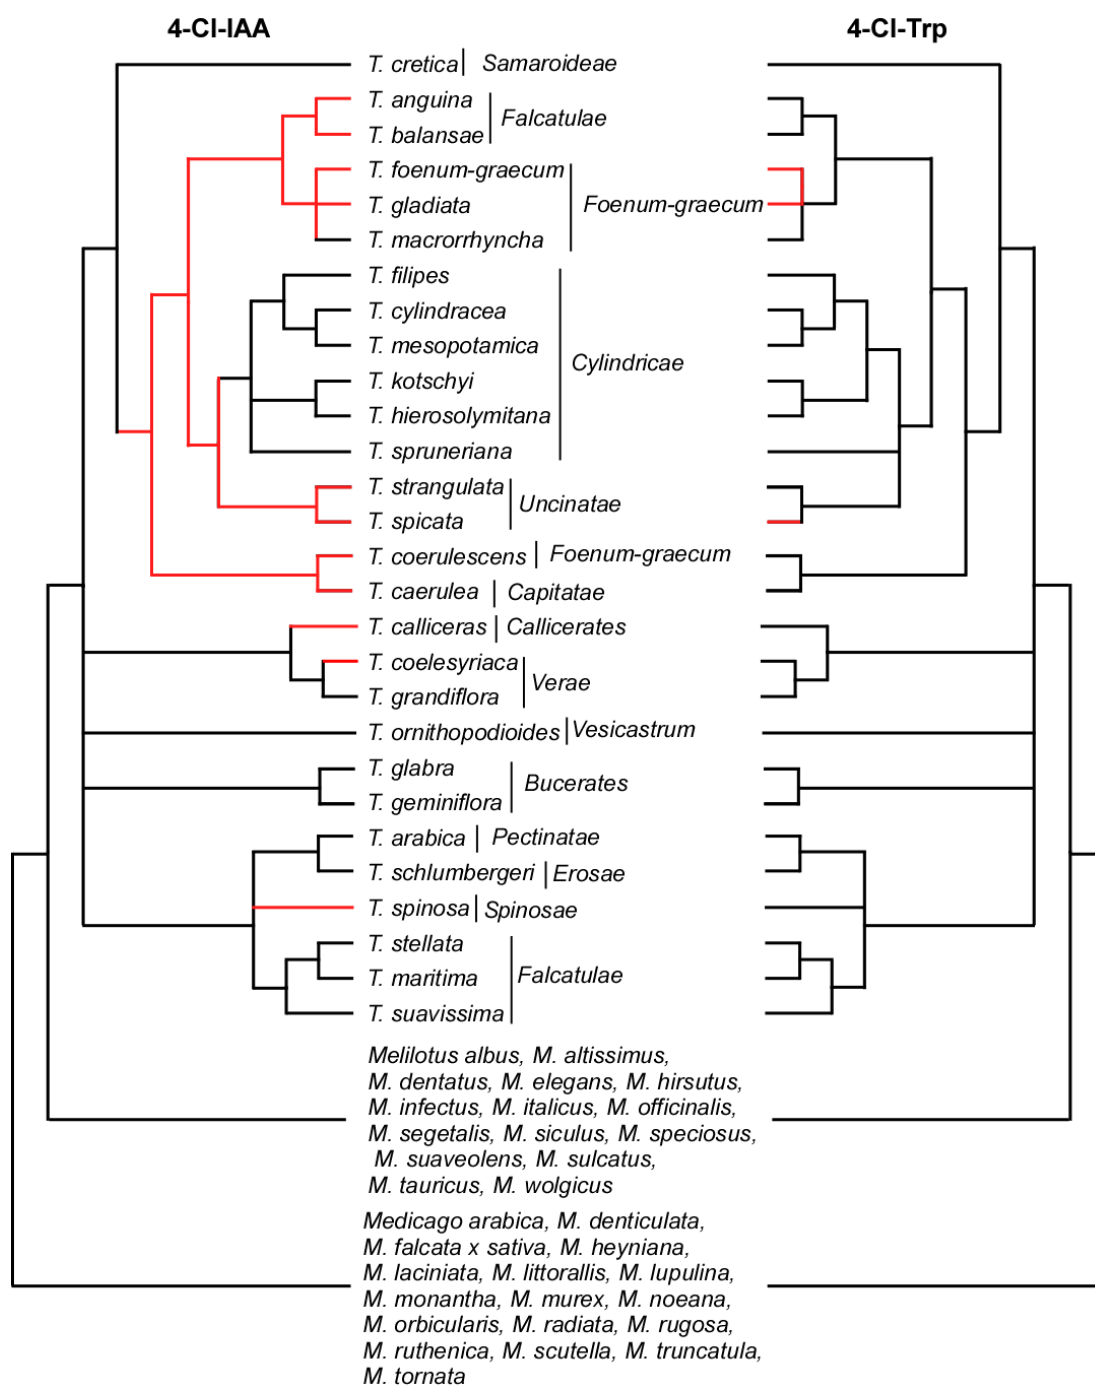 4-Cl-IAA
4-Cl-Trp
T. cretica
Samaroideae
T. anguina
T. balansae
Falcatulae
T. foenum-graecum
T. gladiata
T. macrorrhyncha
Foenum-graecum
T. filipes
T. cylindracea
T. mesopotamica
T. kotschyi
T. hierosolymitana
T. spruneriana
Cylindricae
T. strangulata
T. spicata
Uncinatae
T. coerulescens
Foenum-graecum
T. caerulea
Capitatae
T. calliceras
Callicerates
T. coelesyriaca
T. grandiflora
Verae
T. ornithopodioides
Vesicastrum
T. glabra
T. geminiflora
Bucerates
T. arabica
Pectinatae
T. schlumbergeri
Erosae
T. spinosa
Spinosae
T. stellata
T. maritima
T. suavissima
Falcatulae
Melilotus albus, M. altissimus,
M. dentatus, M. elegans, M. hirsutus,
M. infectus, M. italicus, M. officinalis,
M. segetalis, M. siculus, M. speciosus,
M. suaveolens, M. sulcatus,
M. tauricus, M. wolgicus
Medicago arabica, M. denticulata,
M. falcata x sativa, M. heyniana,
M. laciniata, M. littorallis, M. lupulina,
M. monantha, M. murex, M. noeana,
M. orbicularis, M. radiata, M. rugosa,
M. ruthenica, M. scutella, M. truncatula,
M. tornata